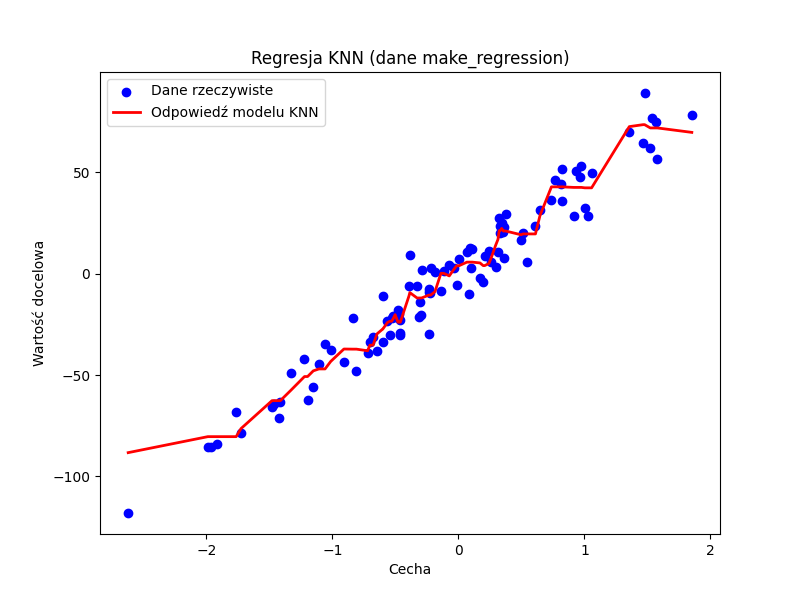 Regresja KNN (dane make_regression)
Dane rzeczywiste
Odpowiedź modelu KNN
Wartość docelowa
50
0
−50
−100
−2
−1
0
1
2
Cecha